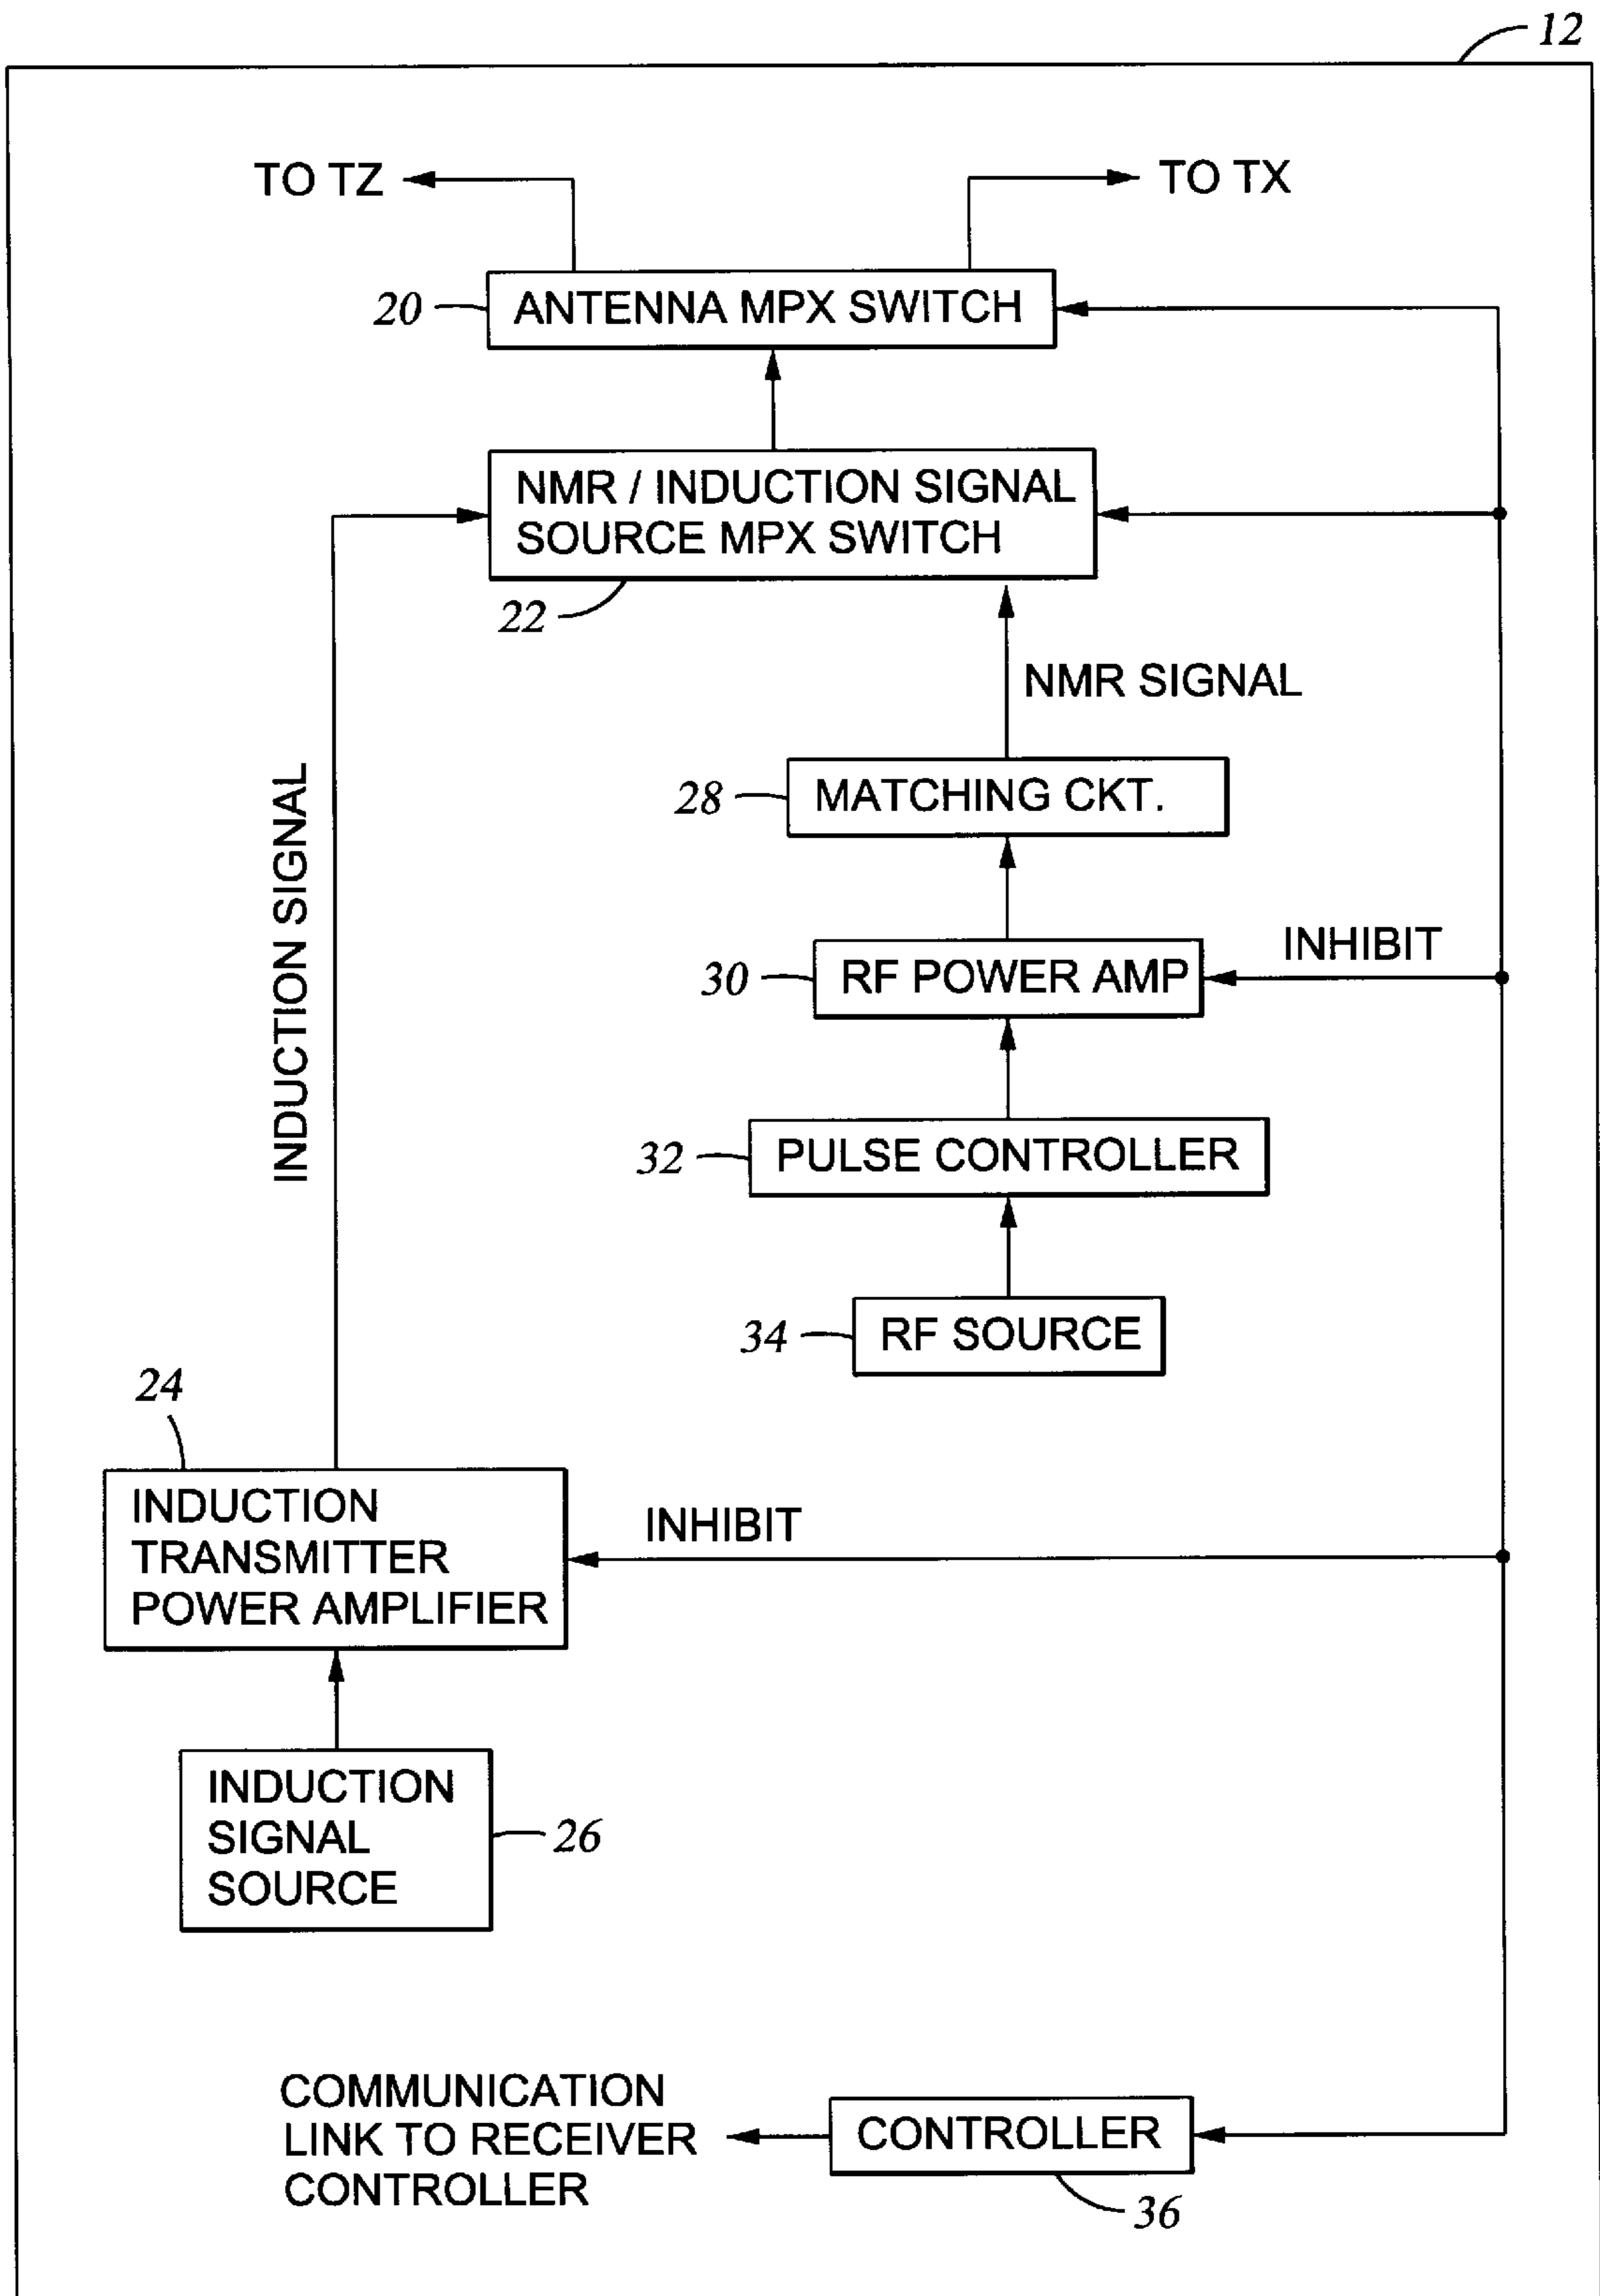 12
TO TZ
TO TX
20
ANTENNA MPX SWITCH
NMR / INDUCTION SIGNAL
SOURCE MPX SWITCH
22
NMR SIGNAL
INDUCTION SIGNAL
28
MATCHING CKT.
INHIBIT
30
RF POWER AMP
32
PULSE CONTROLLER
34
RF SOURCE
24
INDUCTION
TRANSMITTER
POWER AMPLIFIER
INHIBIT
INDUCTION
SIGNAL
SOURCE
26
COMMUNICATION
LINK TO RECEIVER
CONTROLLER
CONTROLLER
36